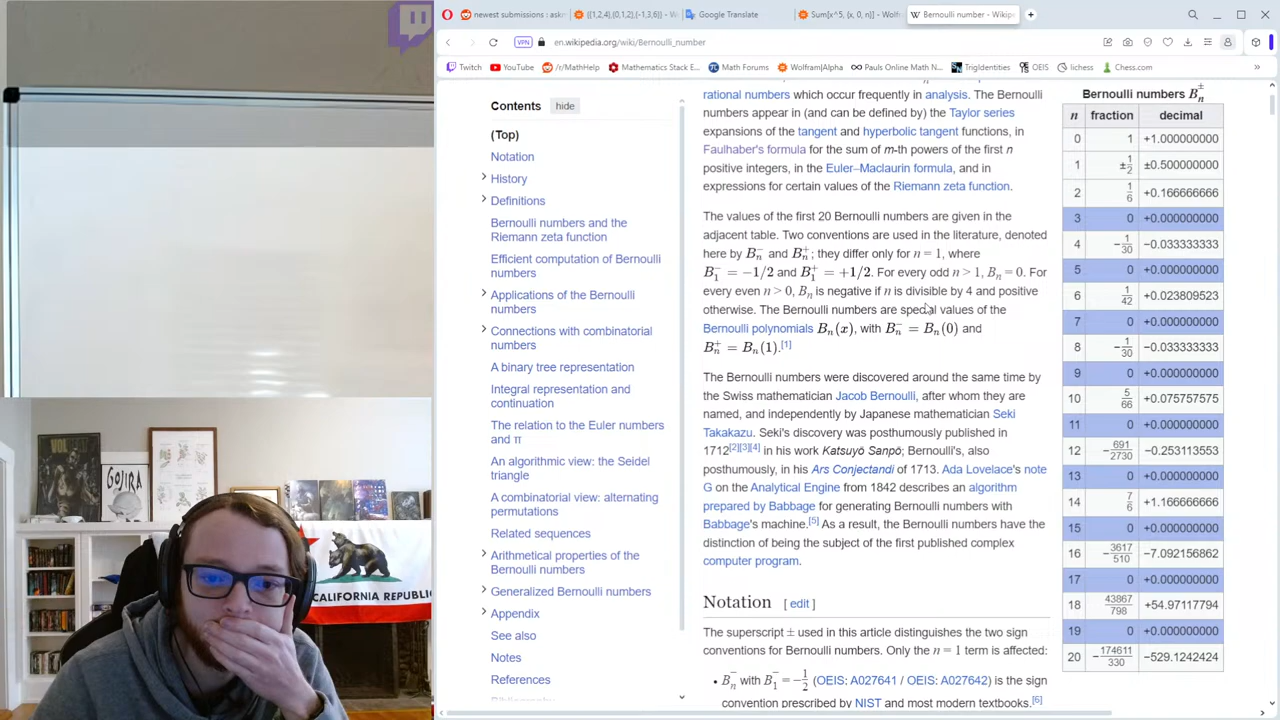 newest submissions : ask
{{1,2,4},{0,1,2},{-1,3,6}} - Wolf
Google Translate
Sum[x^5, {x, 0, n}] - Wolfr
W Bernoulli number - Wikipe
VPN
en.wikipedia.org/wiki/Bernoulli_number
Twitch
YouTube
/r/MathHelp
Mathematics Stack E...
Math Forums
Wolfram|Alpha
Pauls Online Math N...
TrigIdentities
OEIS
lichess
Chess.com
»
Contents
hide
(Top)
Notation
History
Definitions
Bernoulli numbers and the
Riemann zeta function
Efficient computation of Bernoulli
numbers
Applications of the Bernoulli
numbers
Connections with combinatorial
numbers
A binary tree representation
Integral representation and
continuation
The relation to the Euler numbers
and π
An algorithmic view: the Seidel
triangle
A combinatorial view: alternating
permutations
Related sequences
Arithmetical properties of the
Bernoulli numbers
Generalized Bernoulli numbers
Appendix
See also
Notes
References
Bibliography
rational numbers which occur frequently in analysis. The Bernoulli
numbers appear in (and can be defined by) the Taylor series
expansions of the tangent and hyperbolic tangent functions, in
Faulhaber's formula for the sum of m-th powers of the first n
positive integers, in the Euler–Maclaurin formula, and in
expressions for certain values of the Riemann zeta function.
The values of the first 20 Bernoulli numbers are given in the
adjacent table. Two conventions are used in the literature, denoted
here by B_n^- and B_n^+; they differ only for n = 1, where
B_1^- = −1/2 and B_1^+ = +1/2. For every odd n > 1, B_n = 0. For
every even n > 0, B_n is negative if n is divisible by 4 and positive
otherwise. The Bernoulli numbers are special values of the
Bernoulli polynomials B_n(x), with B_n^- = B_n(0) and
B_n^+ = B_n(1).[1]
The Bernoulli numbers were discovered around the same time by
the Swiss mathematician Jacob Bernoulli, after whom they are
named, and independently by Japanese mathematician Seki
Takakazu. Seki's discovery was posthumously published in
1712[2][3][4] in his work Katsuyō Sanpō; Bernoulli's, also
posthumously, in his Ars Conjectandi of 1713. Ada Lovelace's note
G on the Analytical Engine from 1842 describes an algorithm
prepared by Babbage for generating Bernoulli numbers with
Babbage's machine.[5] As a result, the Bernoulli numbers have the
distinction of being the subject of the first published complex
computer program.
Notation [ edit ]
The superscript ± used in this article distinguishes the two sign
conventions for Bernoulli numbers. Only the n = 1 term is affected:
• B_n^- with B_1^- = −1/2 (OEIS: A027641 / OEIS: A027642) is the sign
convention prescribed by NIST and most modern textbooks.[6]
Bernoulli numbers B_n^±
n fraction decimal
0 1 +1.000000000
1 ±1/2 ±0.500000000
2 1/6 +0.166666666
3 0 +0.000000000
4 −1/30 −0.033333333
5 0 +0.000000000
6 1/42 +0.023809523
7 0 +0.000000000
8 −1/30 −0.033333333
9 0 +0.000000000
10 5/66 +0.075757575
11 0 +0.000000000
12 −691/2730 −0.253113553
13 0 +0.000000000
14 7/6 +1.166666666
15 0 +0.000000000
16 −3617/510 −7.092156862
17 0 +0.000000000
18 43867/798 +54.97117794
19 0 +0.000000000
20 −174611/330 −529.1242424
VOLBEAT
GOJIRA
CALIFORNIA REPUBLIC